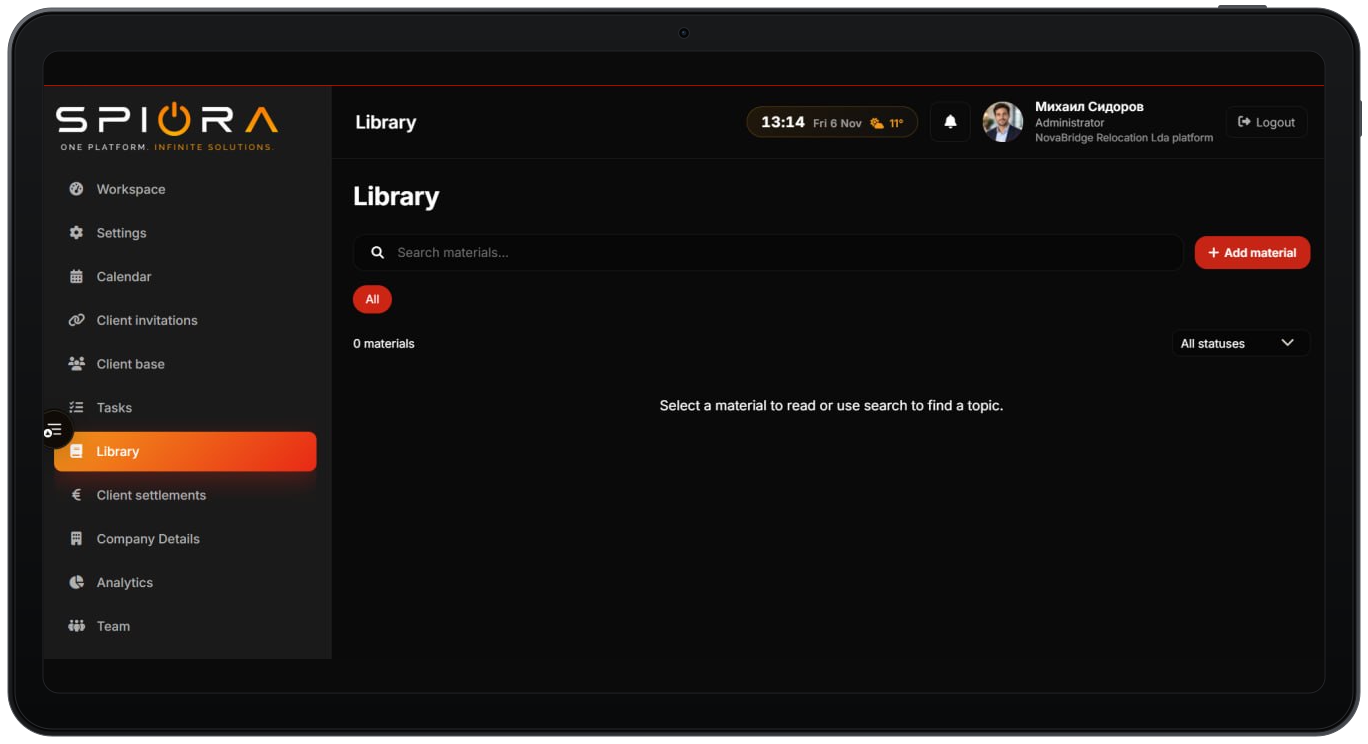 SPIORA
ONE PLATFORM. INFINITE SOLUTIONS.
Workspace
Settings
Calendar
Client invitations
Client base
Tasks
Library
Client settlements
Company Details
Analytics
Team
Library
13:14 Fri 6 Nov 11°
Михаил Сидоров
Administrator
NovaBridge Relocation Lda platform
Logout
Library
Search materials...
+ Add material
All
0 materials
All statuses
Select a material to read or use search to find a topic.